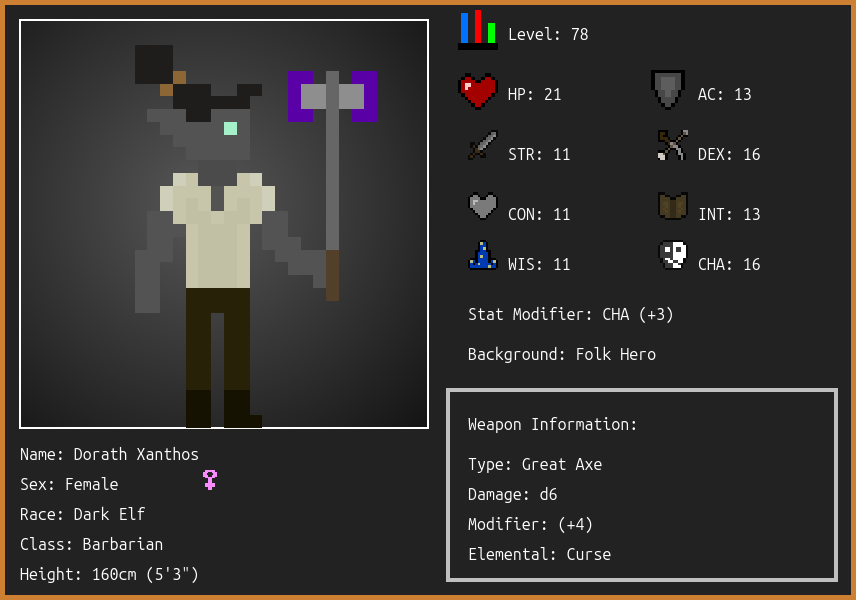 Level: 78
HP: 21
AC: 13
STR: 11
DEX: 16
CON: 11
INT: 13
WIS: 11
CHA: 16
Stat Modifier: CHA (+3)
Background: Folk Hero
Weapon Information:
Type: Great Axe
Damage: d6
Modifier: (+4)
Elemental: Curse
Name: Dorath Xanthos
Sex: Female
Race: Dark Elf
Class: Barbarian
Height: 160cm (5'3")